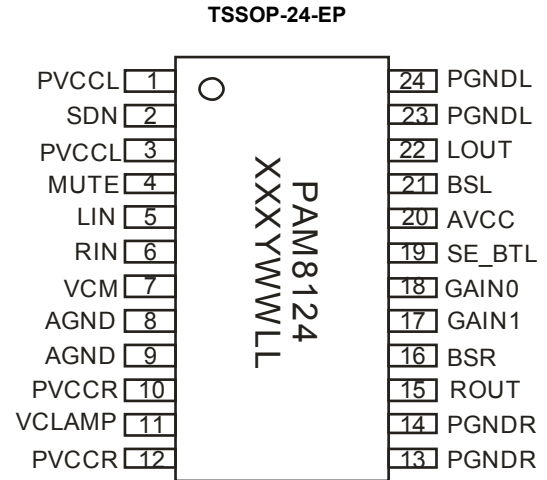 TSSOP-24-EP
PVCCL 1
SDN 2
PVCCL 3
MUTE 4
LIN 5
RIN 6
VCM 7
AGND 8
AGND 9
PVCCR 10
VCLAMP 11
PVCCR 12
PAM8124
XXXYWWLL
24 PGNDL
23 PGNDL
22 LOUT
21 BSL
20 AVCC
19 SE_BTL
18 GAIN0
17 GAIN1
16 BSR
15 ROUT
14 PGNDR
13 PGNDR